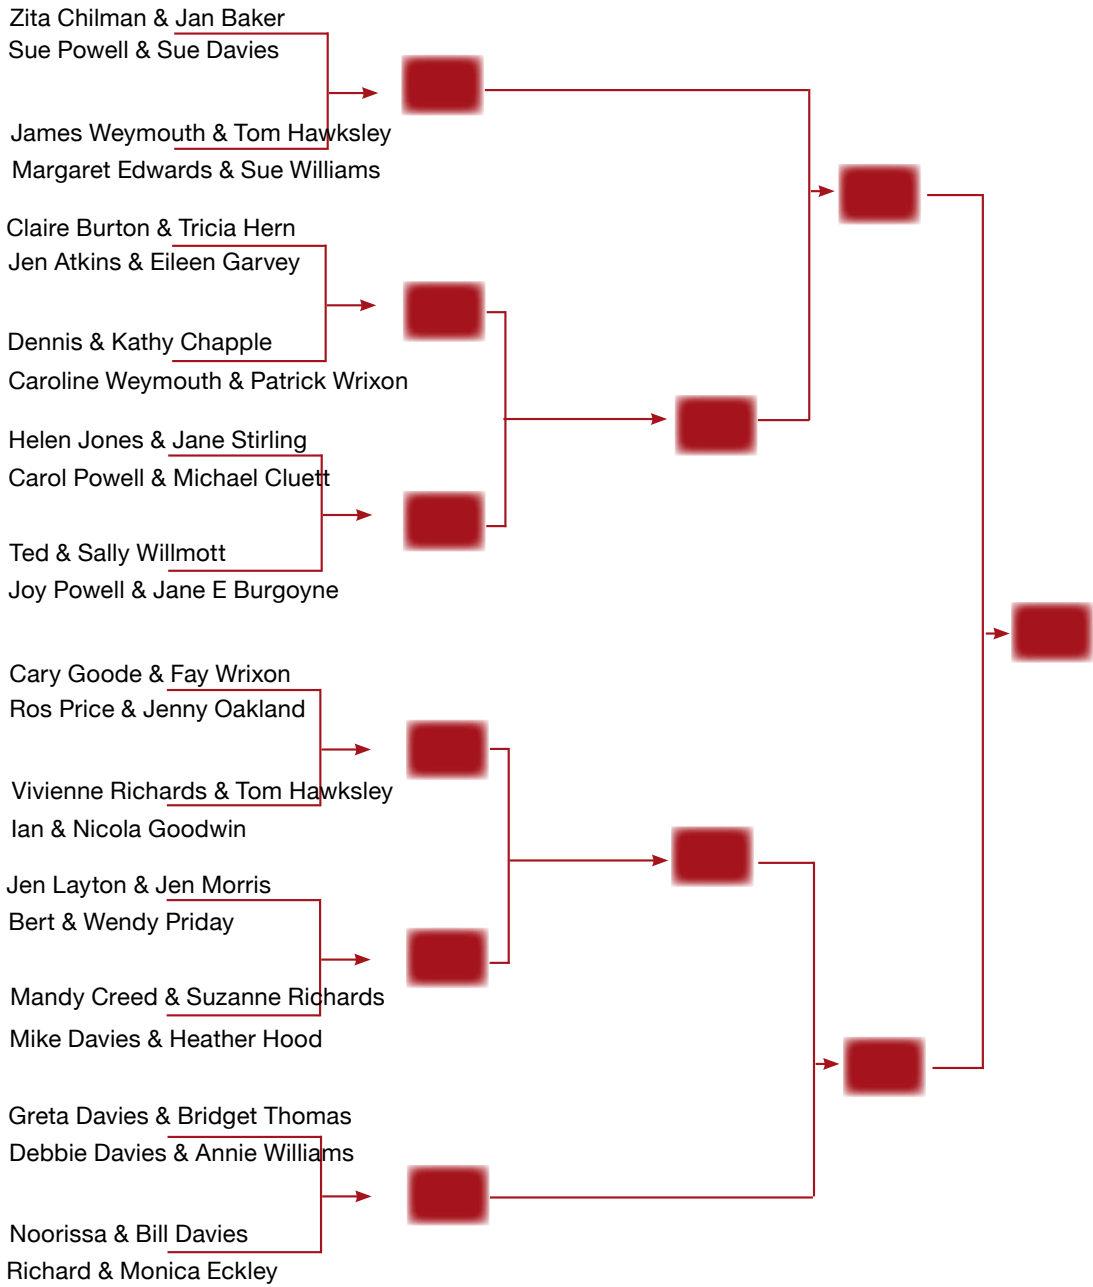 Zita Chilman & Jan Baker
Sue Powell & Sue Davies
James Weymouth & Tom Hawksley
Margaret Edwards & Sue Williams
Claire Burton & Tricia Hern
Jen Atkins & Eileen Garvey
Dennis & Kathy Chapple
Caroline Weymouth & Patrick Wrixon
Helen Jones & Jane Stirling
Carol Powell & Michael Cluett
Ted & Sally Willmott
Joy Powell & Jane E Burgoyne
Cary Goode & Fay Wrixon
Ros Price & Jenny Oakland
Vivienne Richards & Tom Hawksley
Ian & Nicola Goodwin
Jen Layton & Jen Morris
Bert & Wendy Priday
Mandy Creed & Suzanne Richards
Mike Davies & Heather Hood
Greta Davies & Bridget Thomas
Debbie Davies & Annie Williams
Noorissa & Bill Davies
Richard & Monica Eckley